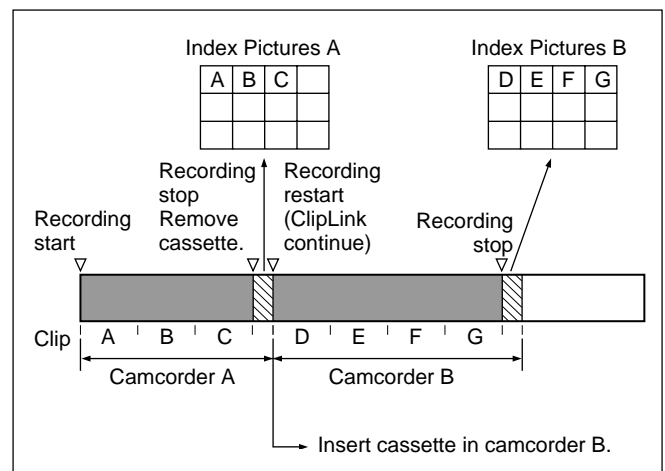 Index Pictures A
A B C
Index Pictures B
D E F G
Recording
start
Recording
stop
Remove
cassette.
Recording
restart
(ClipLink
continue)
Recording
stop
Clip A B C D E F G
Camcorder A
Camcorder B
Insert cassette in camcorder B.